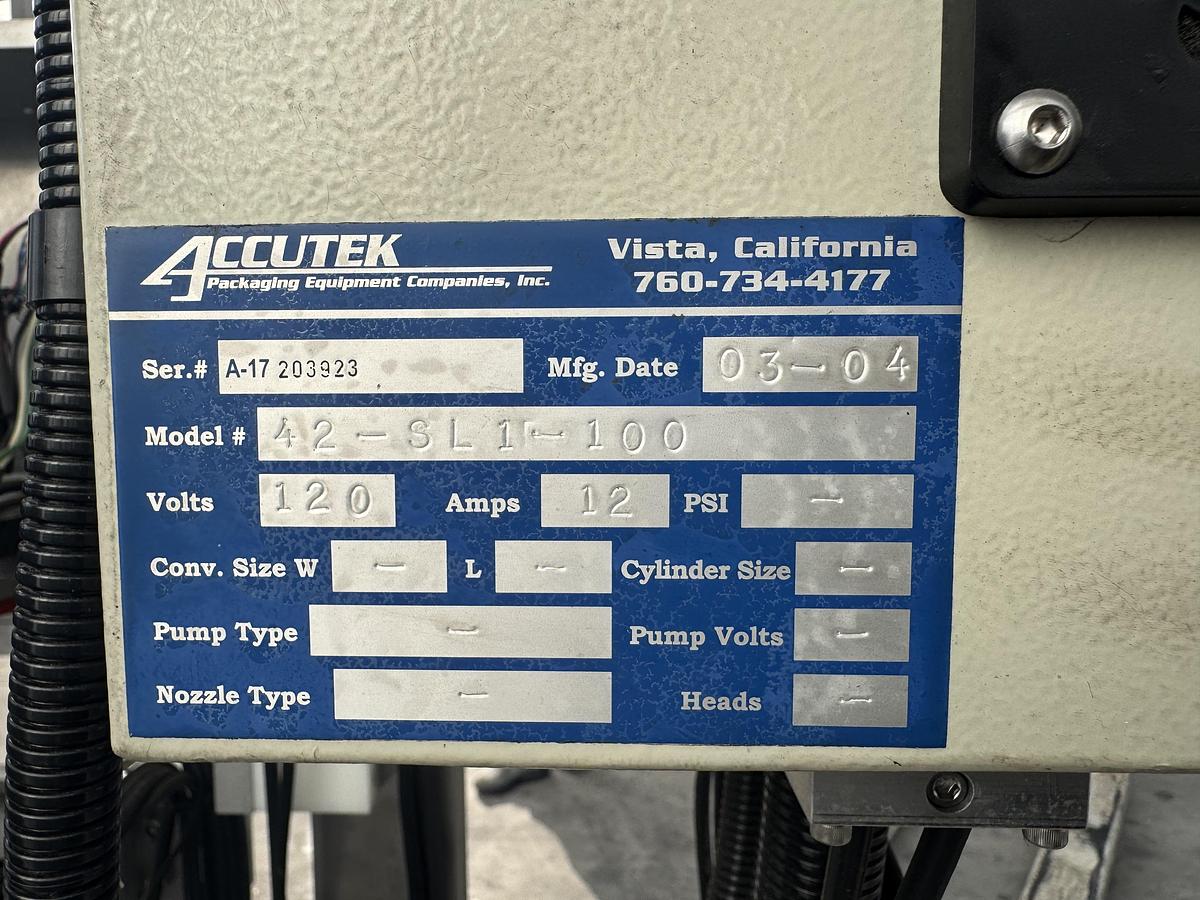 ACCUTEK
Packaging Equipment Companies, Inc.
Vista, California
760-734-4177
Ser.# A-17 203923 Mfg. Date 03-04
Model # 42-SL1-100
Volts 120 Amps 12 PSI -
Conv. Size W - L - Cylinder Size -
Pump Type - Pump Volts -
Nozzle Type - Heads -